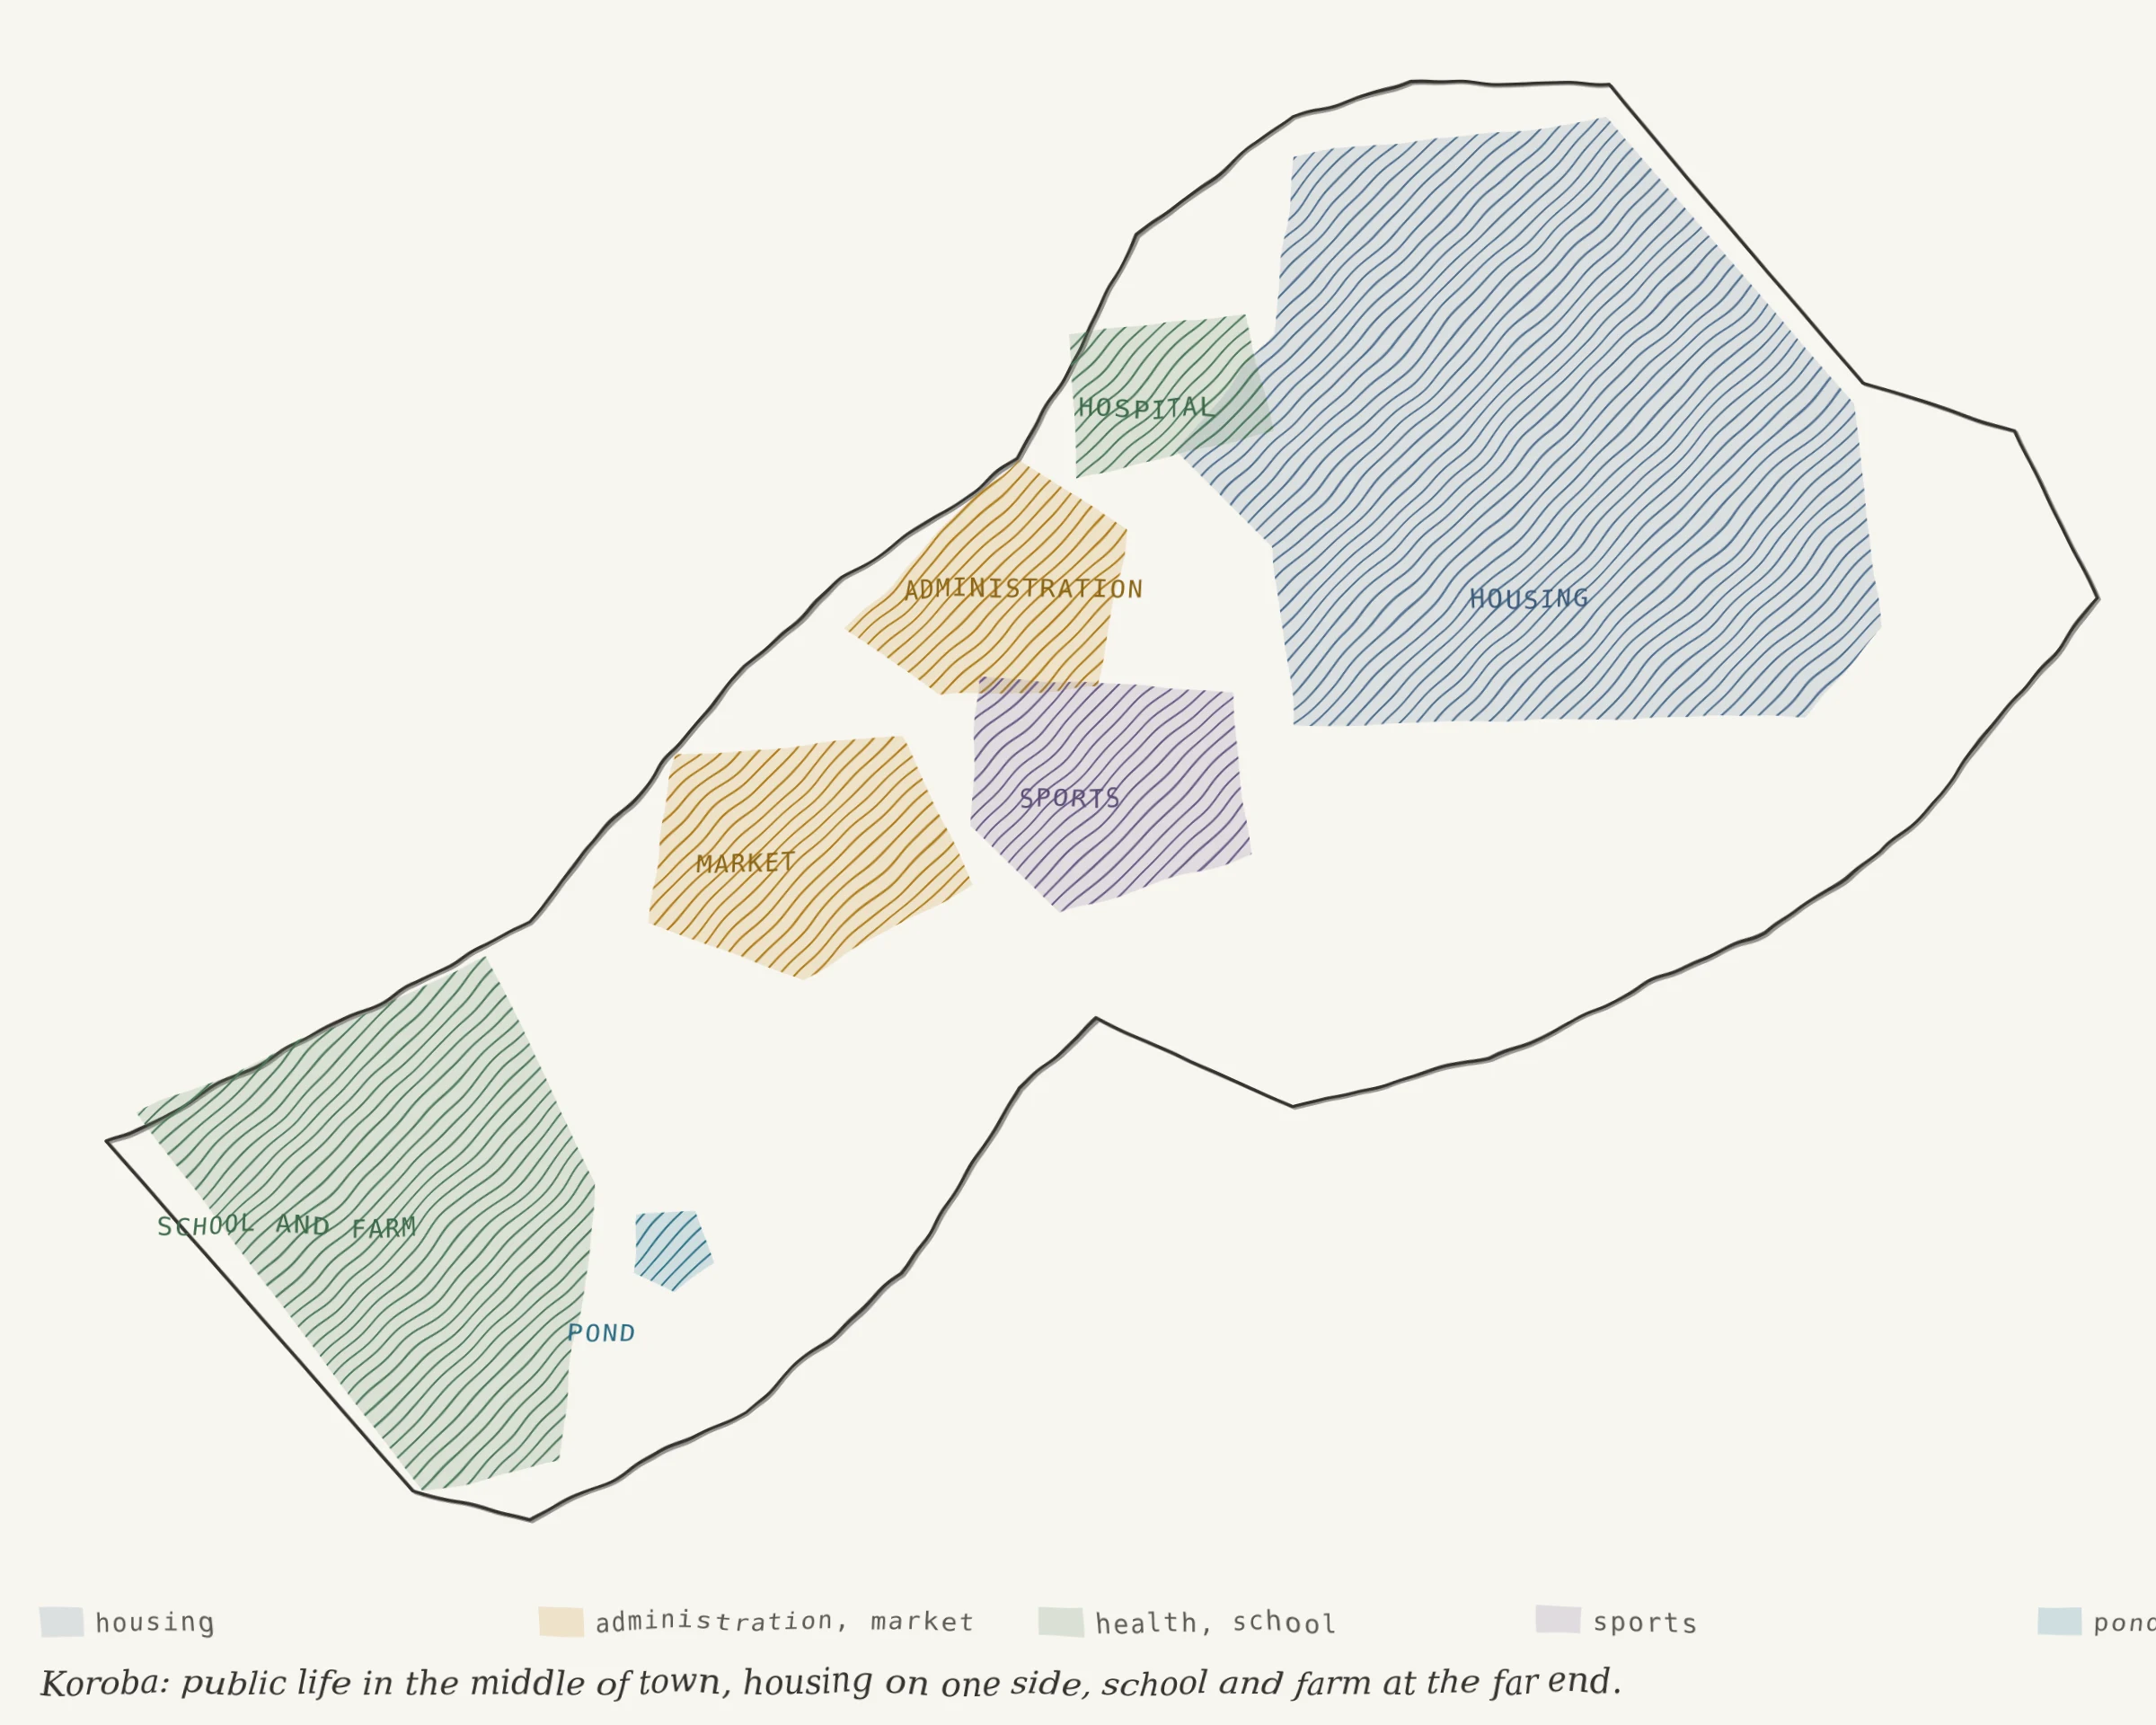 HOSPITAL
ADMINISTRATION
HOUSING
SPORTS
MARKET
SCHOOL AND FARM
POND
housing
administration, market
health, school
sports
pond
Koroba: public life in the middle of town, housing on one side, school and farm at the far end.